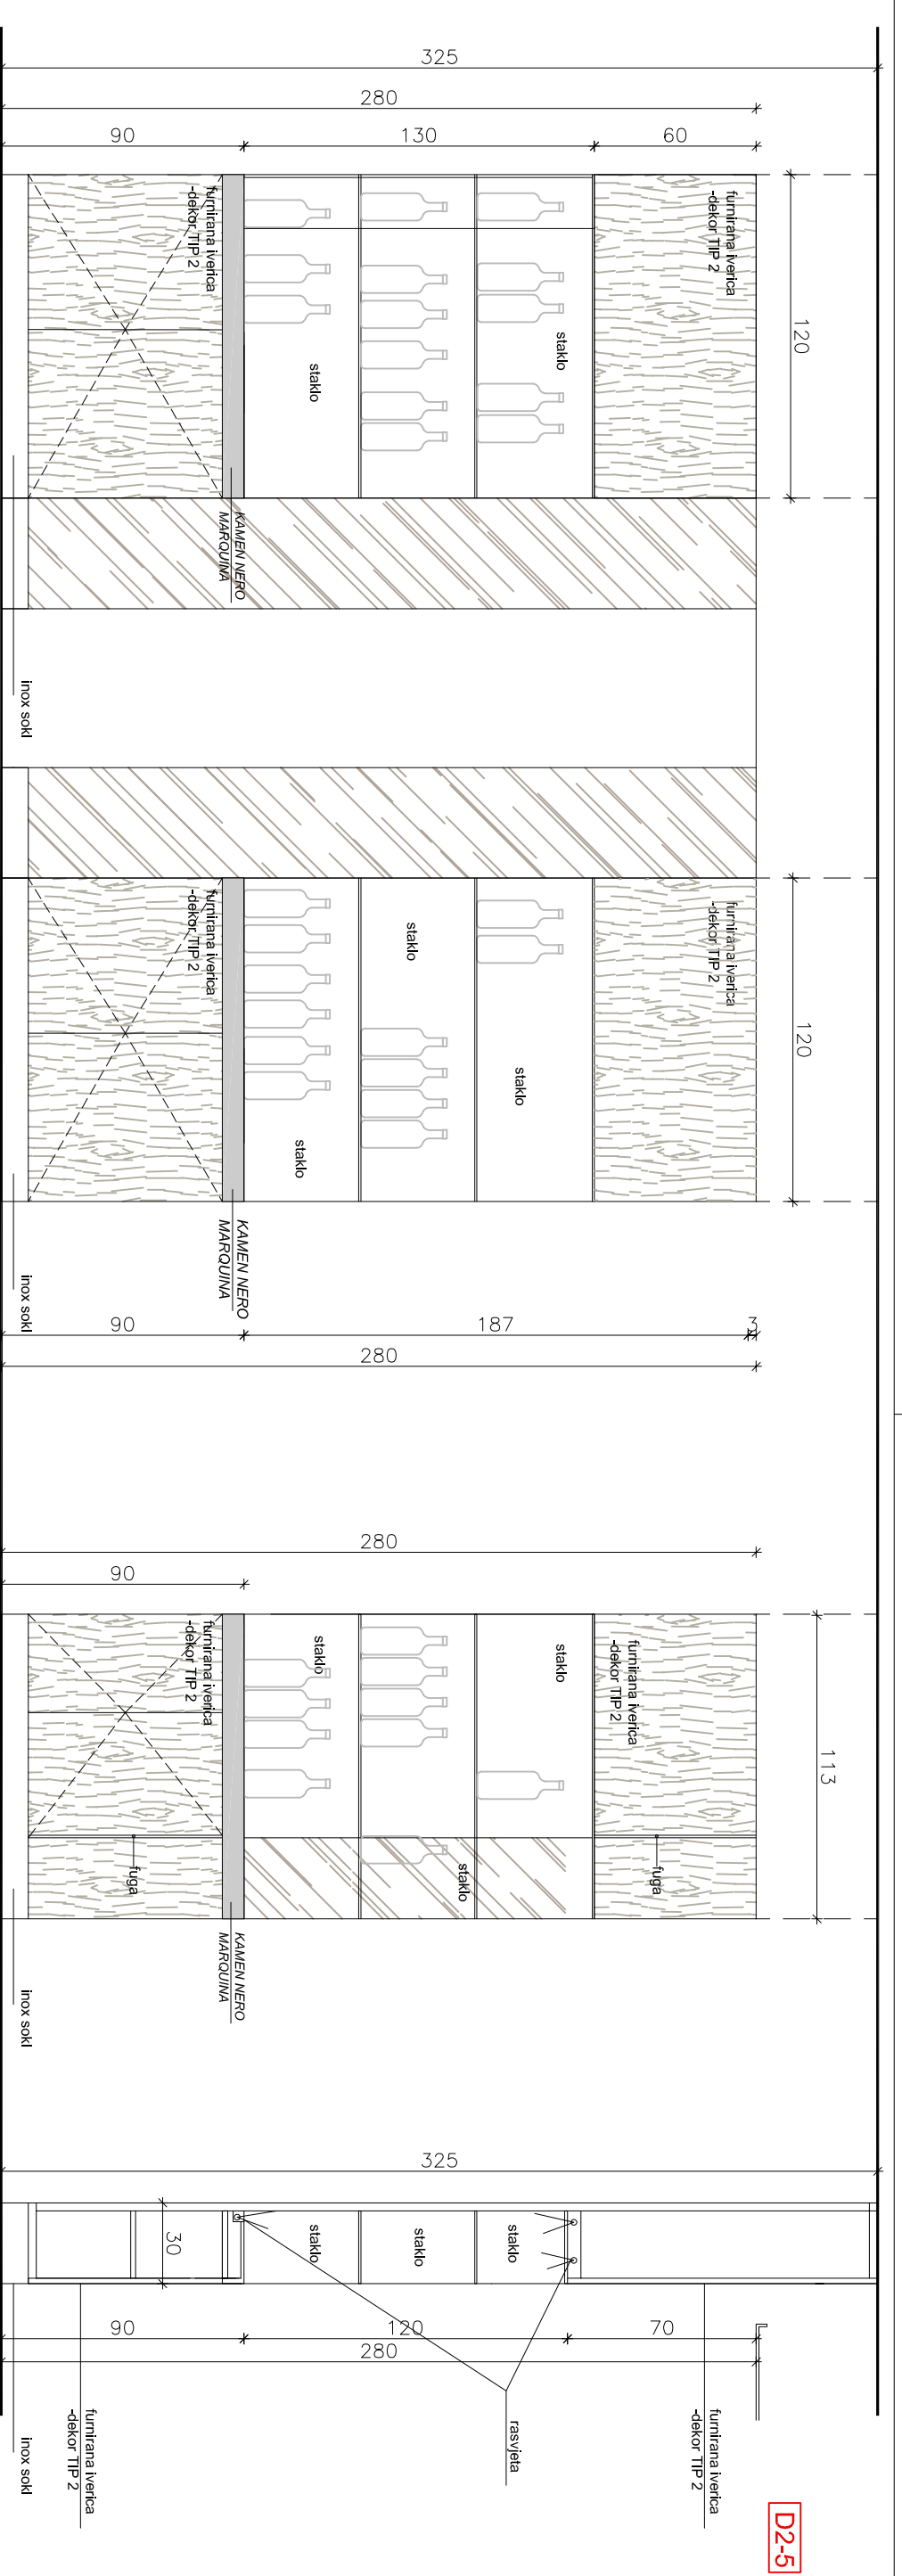 325
280
90
130
60
120
furnirana iverica
-dekor TIP 2
furnirana iverica
-dekor TIP 2
staklo
staklo
KAMEN NERO
MARQUINA
inox sokl
120
furnirana iverica
-dekor TIP 2
furnirana iverica
-dekor TIP 2
staklo
staklo
staklo
KAMEN NERO
MARQUINA
inox sokl
90
187
3
280
280
90
113
furnirana iverica
-dekor TIP 2
furnirana iverica
-dekor TIP 2
staklo
staklo
staklo
fuga
fuga
KAMEN NERO
MARQUINA
inox sokl
325
30
staklo
staklo
staklo
90
120
70
280
rasvjeta
furnirana iverica
-dekor TIP 2
furnirana iverica
-dekor TIP 2
inox sokl
D2-5